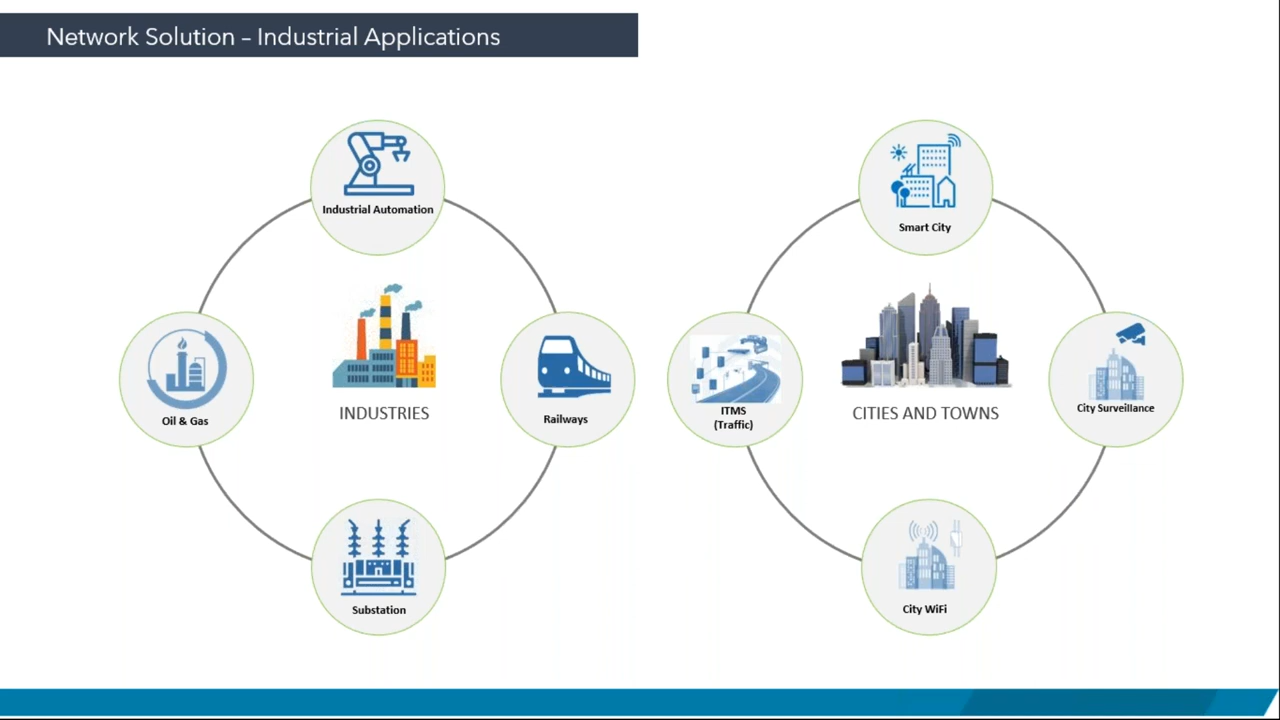 Network Solution – Industrial Applications
Industrial Automation
Oil & Gas
INDUSTRIES
Railways
Substation
Smart City
ITMS
(Traffic)
CITIES AND TOWNS
City Surveillance
City WiFi